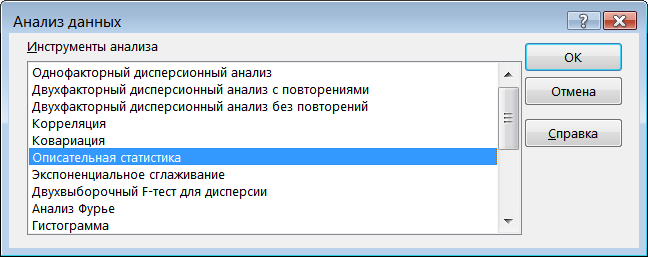 Анализ данных
Инструменты анализа
Однофакторный дисперсионный анализ
Двухфакторный дисперсионный анализ с повторениями
Двухфакторный дисперсионный анализ без повторений
Корреляция
Ковариация
Описательная статистика
Экспоненциальное сглаживание
Двухвыборочный F-тест для дисперсии
Анализ Фурье
Гистограмма
OK
Отмена
Справка